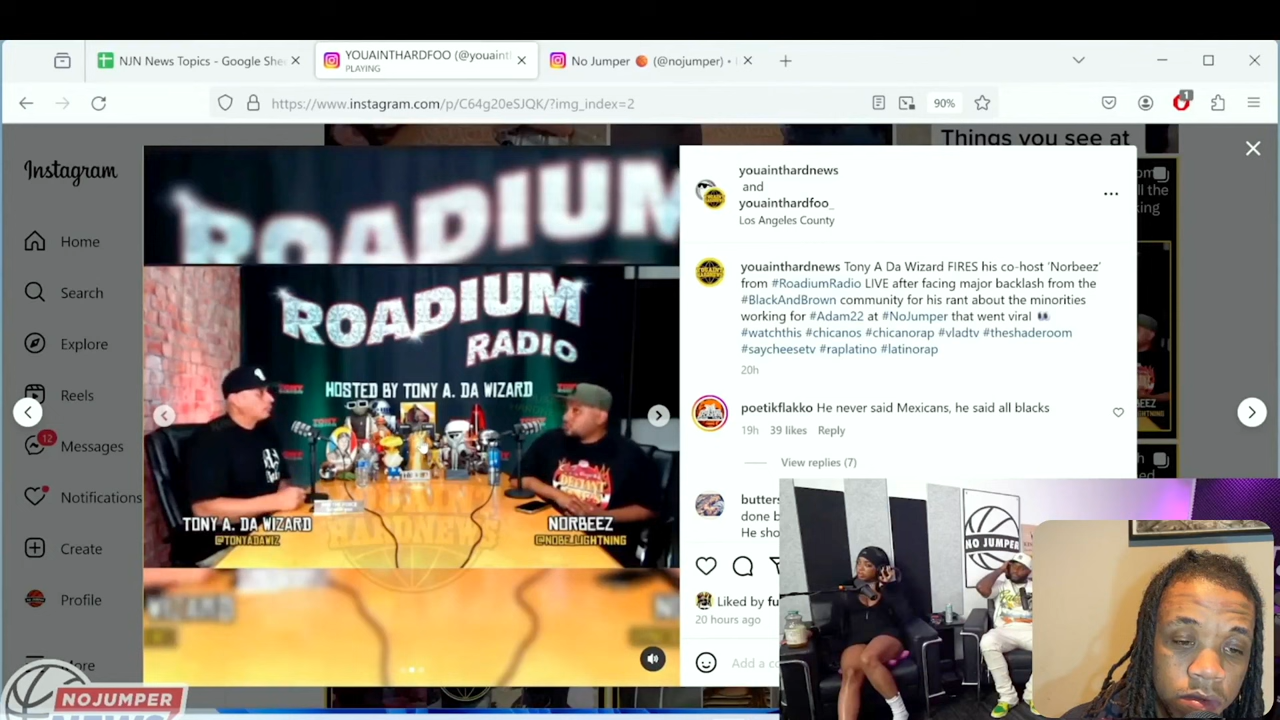 NJN News Topics - Google She
YOUAINTHARDFOO (@youaint
PLAYING
No Jumper 🏀 (@nojumper) •
https://www.instagram.com/p/C64g20eSJQK/?img_index=2
90%
1
Instagram
Home
Search
Explore
Reels
12
Messages
Notifications
Create
Profile
More
ROADIUM
ROADIUM
RADIO
HOSTED BY TONY A. DA WIZARD
TONY A. DA WIZARD
@TONYADAWIZ
NORBEEZ
@NOBEJLIGHTNING
HARDNEWS
Things you see at
youainthardnews
and
youainthardfoo_
Los Angeles County
youainthardnews Tony A Da Wizard FIRES his co-host 'Norbeez'
from #RoadiumRadio LIVE after facing major backlash from the
#BlackAndBrown community for his rant about the minorities
working for #Adam22 at #NoJumper that went viral 👀
#watchthis #chicanos #chicanorap #vladtv #theshaderoom
#saycheesetv #raplatino #latinorap
20h
poetikflakko He never said Mexicans, he said all blacks
19h 39 likes Reply
View replies (7)
butters
done b
He sho
Liked by fu
20 hours ago
Add a co
NO JUMPER
NOJUMPER
NEWS